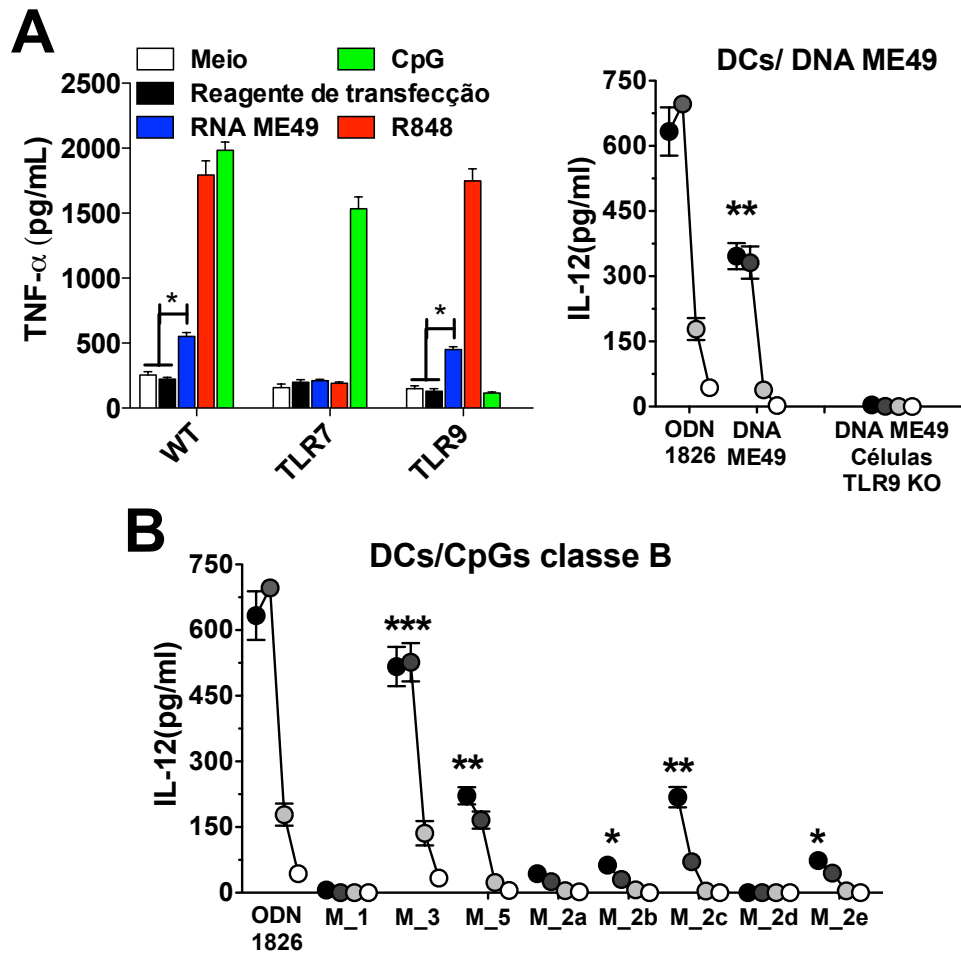 A
Meio
CpG
Reagente de transfecção
RNA ME49
R848
TNF-α (pg/mL)
2500
2000
1500
1000
500
0
*
*
WT
TLR7
TLR9
DCs/ DNA ME49
IL-12(pg/ml)
750
600
450
300
150
0
**
ODN
1826
DNA
ME49
DNA ME49
Células
TLR9 KO
B
DCs/CpGs classe B
IL-12(pg/ml)
750
600
450
300
150
0
***
**
*
**
*
ODN
1826
M_1
M_3
M_5
M_2a
M_2b
M_2c
M_2d
M_2e